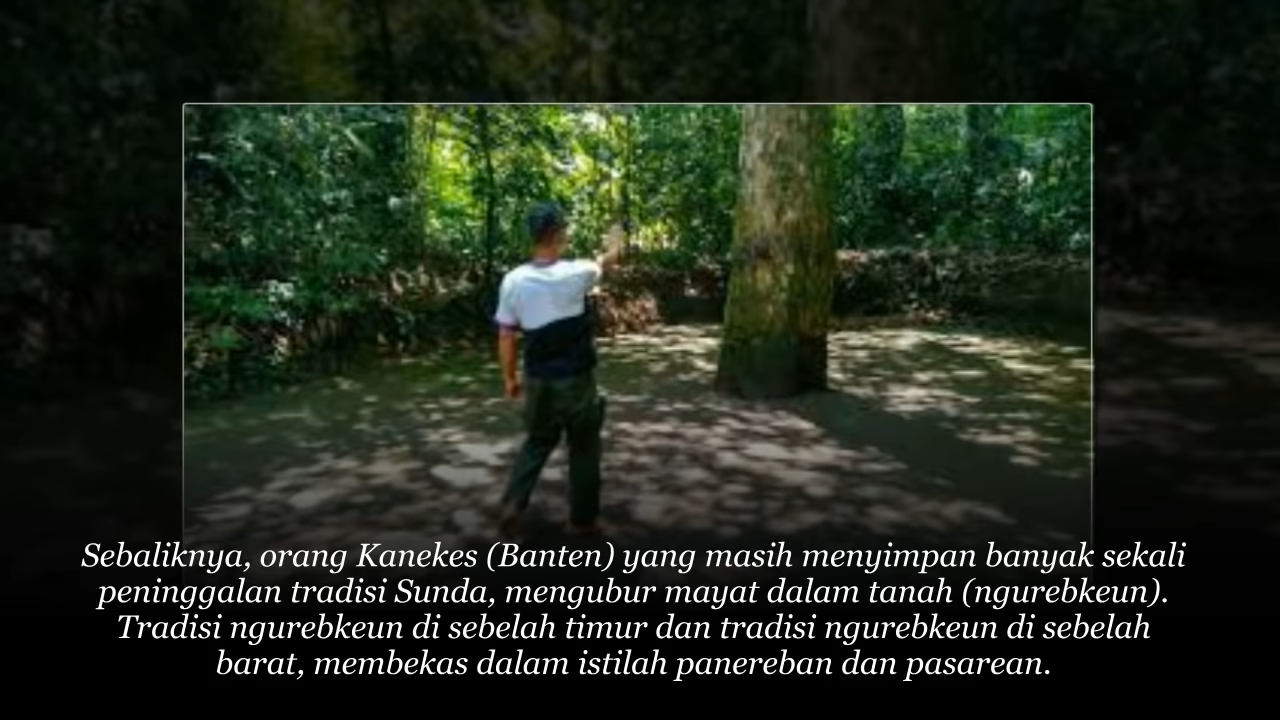 Sebaliknya, orang Kanekes (Banten) yang masih menyimpan banyak sekali
peninggalan tradisi Sunda, mengubur mayat dalam tanah (ngurebkeun).
Tradisi ngurebkeun di sebelah timur dan tradisi ngurebkeun di sebelah
barat, membekas dalam istilah panereban dan pasarean.